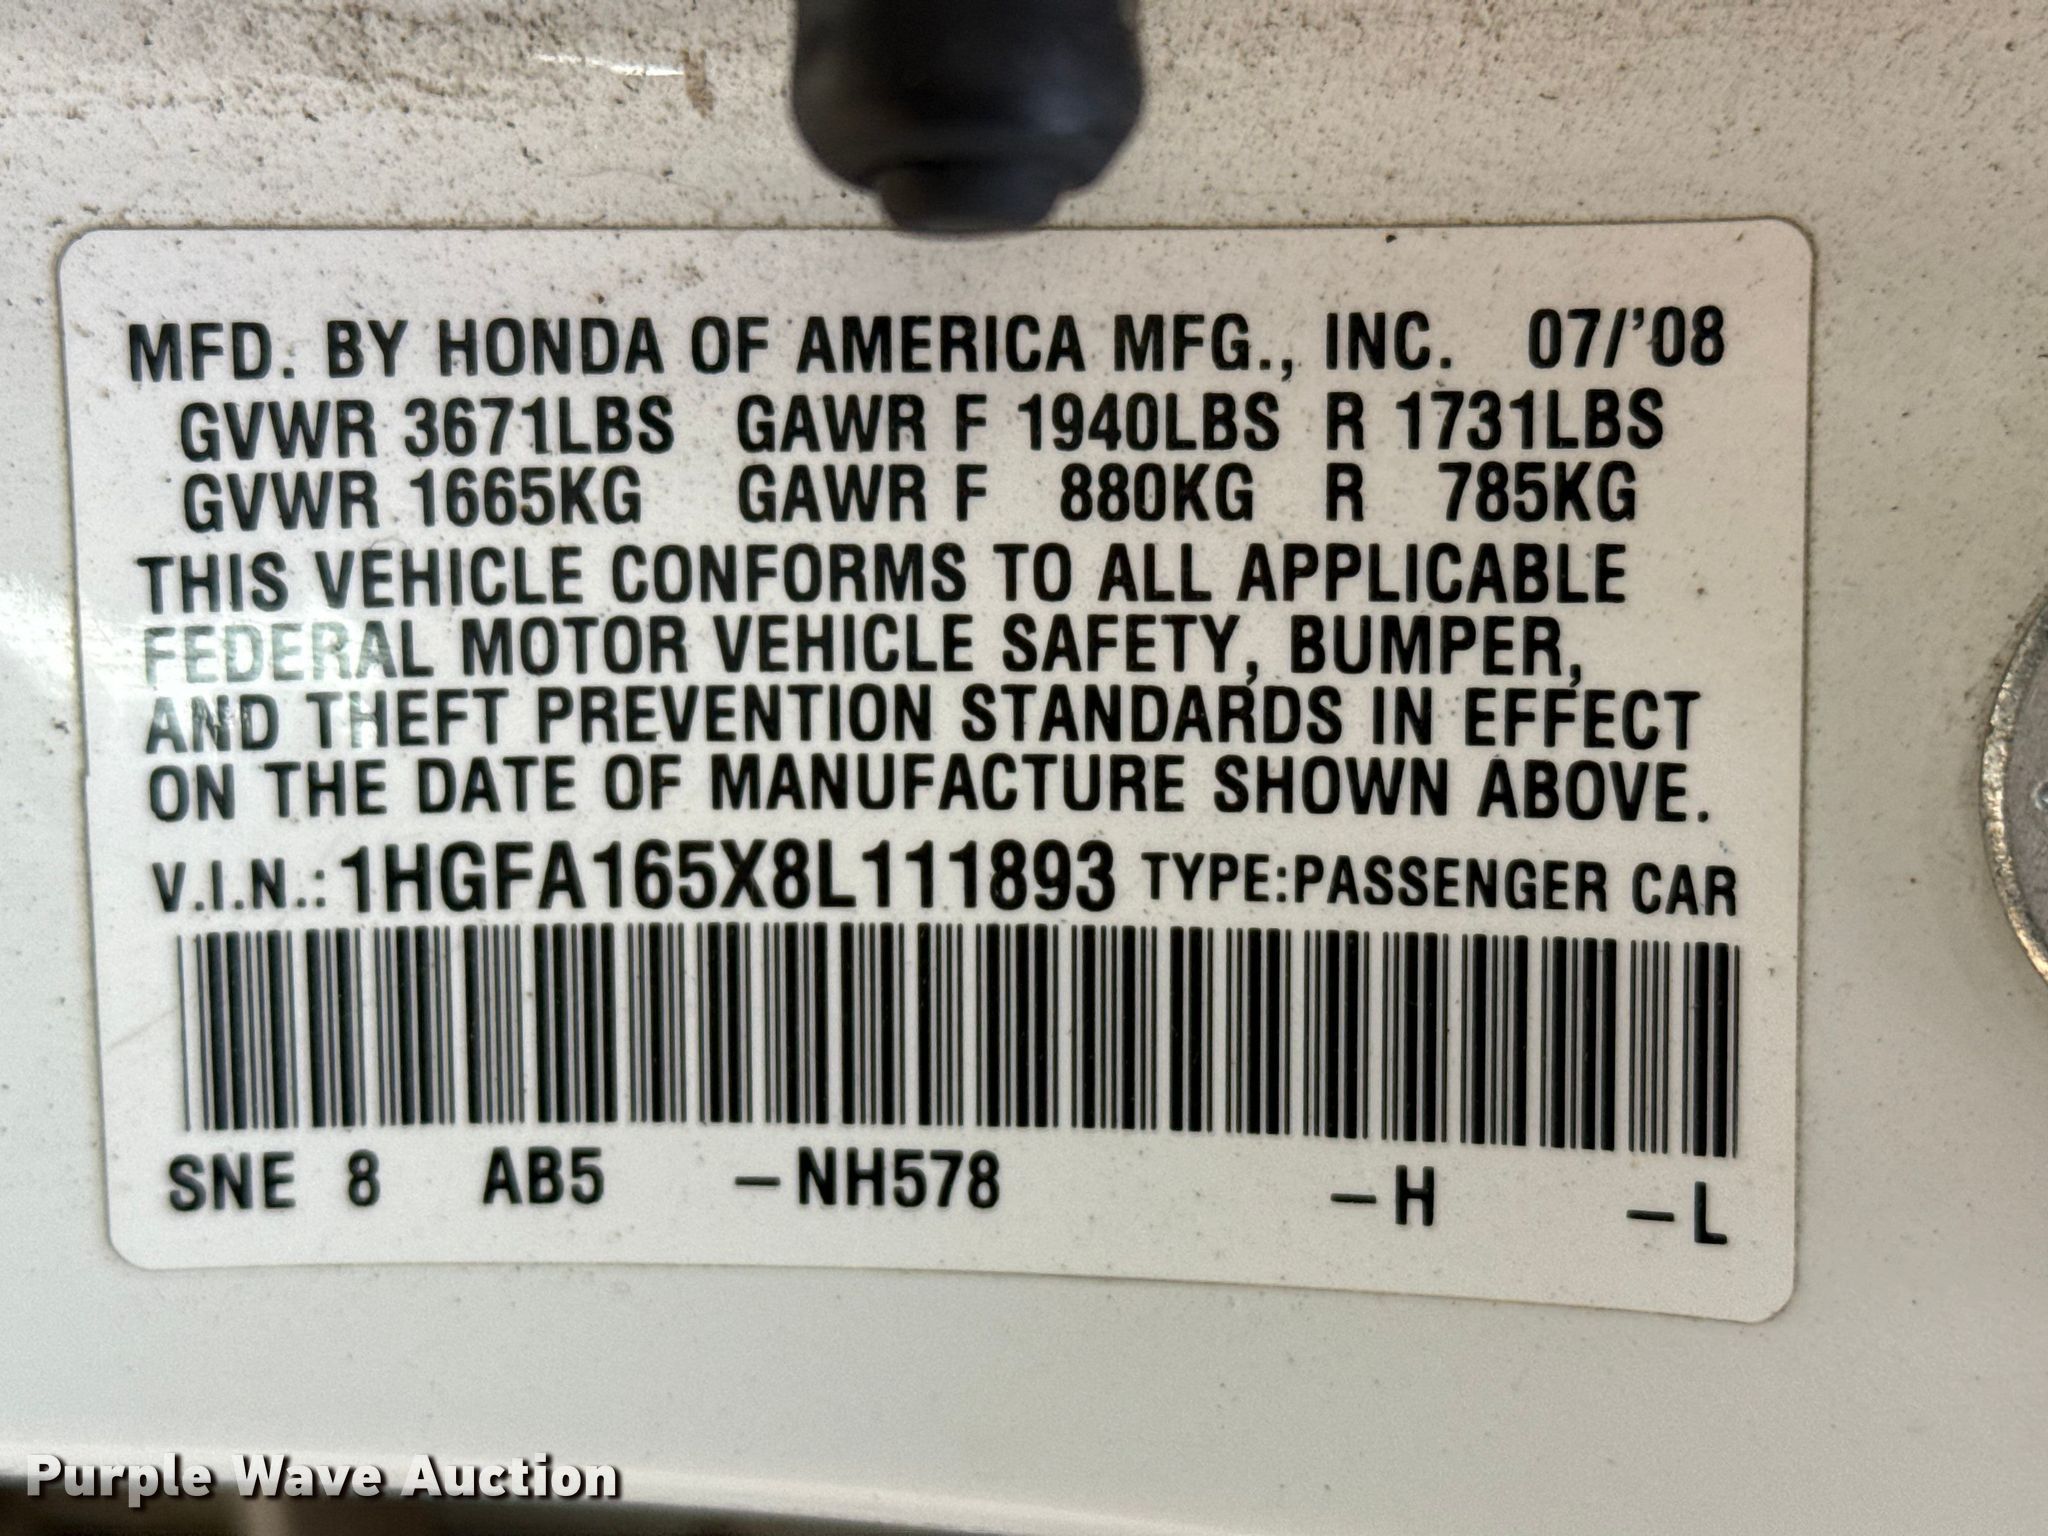 MFD. BY HONDA OF AMERICA MFG., INC. 07/'08
GVWR 3671LBS GAWR F 1940LBS R 1731LBS
GVWR 1665KG GAWR F 880KG R 785KG
THIS VEHICLE CONFORMS TO ALL APPLICABLE
FEDERAL MOTOR VEHICLE SAFETY, BUMPER,
AND THEFT PREVENTION STANDARDS IN EFFECT
ON THE DATE OF MANUFACTURE SHOWN ABOVE.
V.I.N.: 1HGFA165X8L111893 TYPE:PASSENGER CAR
SNE 8 AB5 –NH578 –H –L
Purple Wave Auction